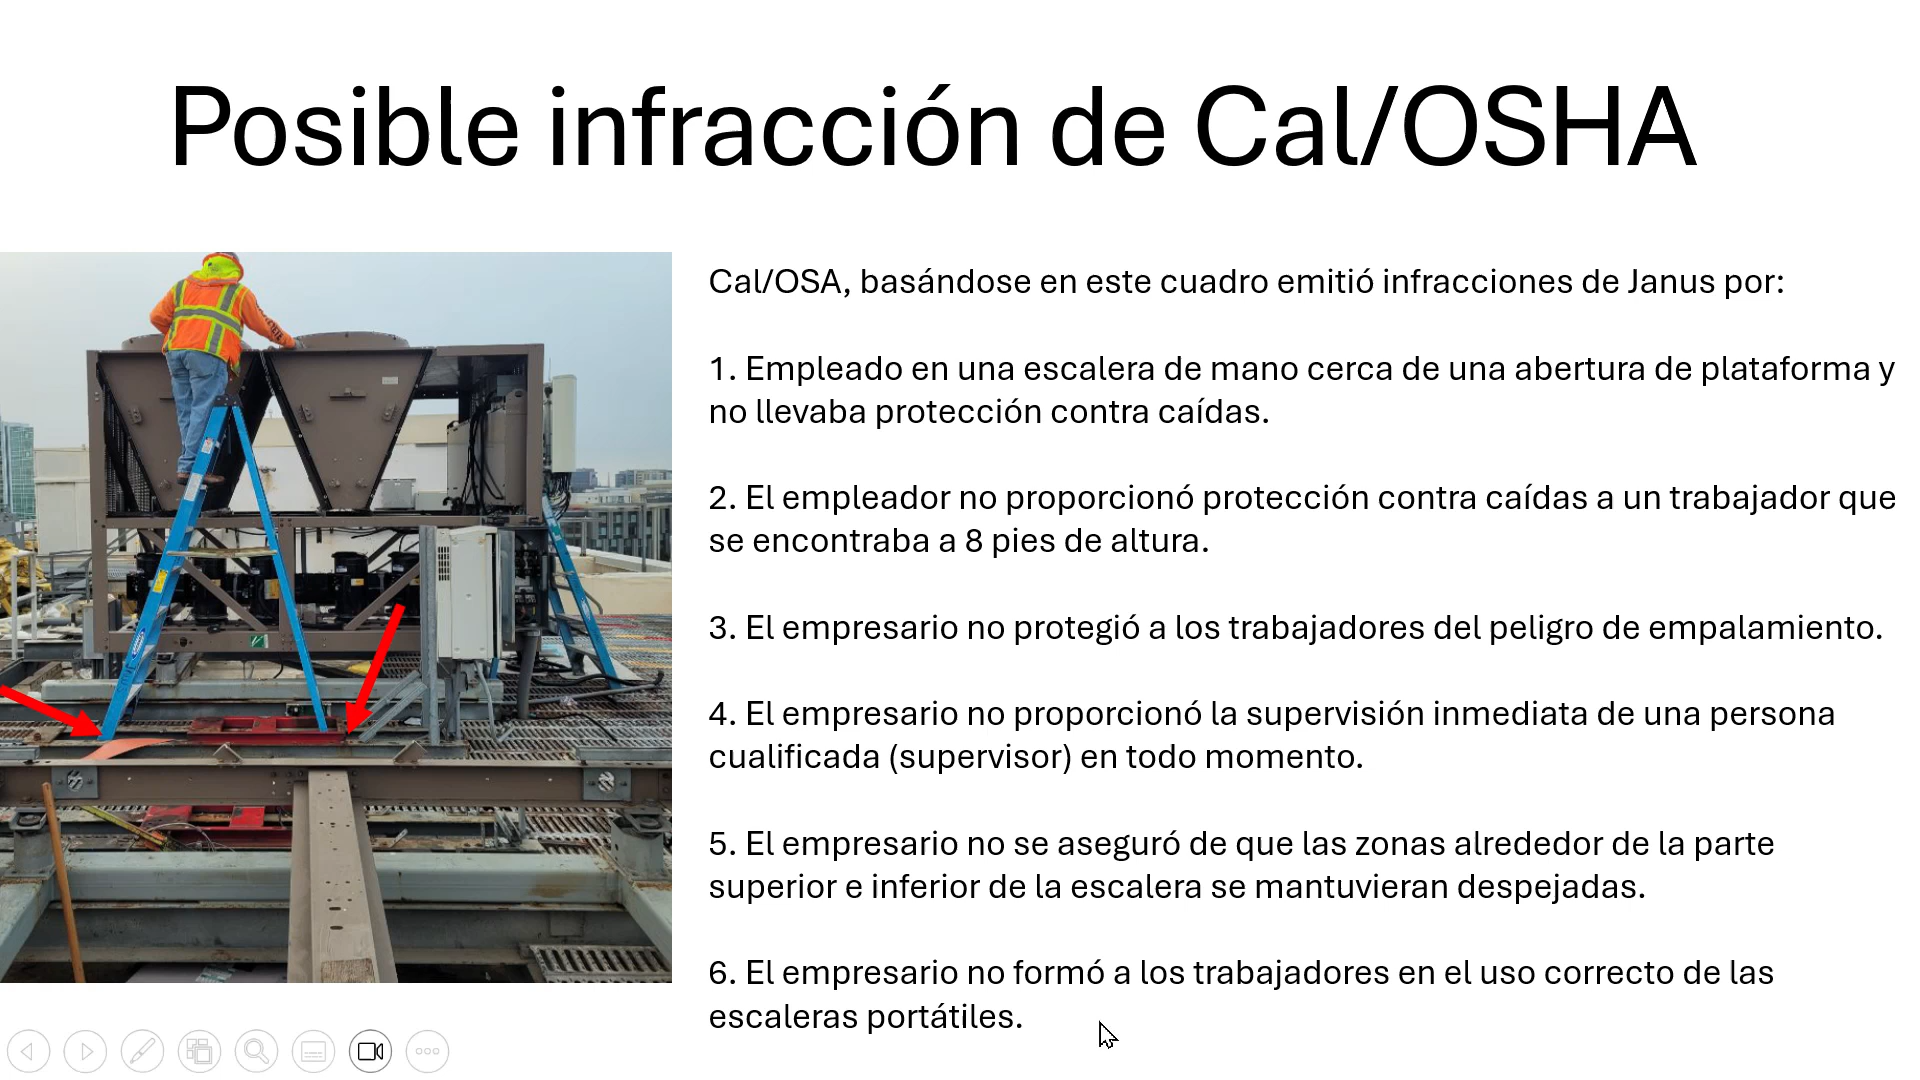 Posible infracción de Cal/OSHA
Cal/OSA, basándose en este cuadro emitió infracciones de Janus por:
1. Empleado en una escalera de mano cerca de una abertura de plataforma y
no llevaba protección contra caídas.
2. El empleador no proporcionó protección contra caídas a un trabajador que
se encontraba a 8 pies de altura.
3. El empresario no protegió a los trabajadores del peligro de empalamiento.
4. El empresario no proporcionó la supervisión inmediata de una persona
cualificada (supervisor) en todo momento.
5. El empresario no se aseguró de que las zonas alrededor de la parte
superior e inferior de la escalera se mantuvieran despejadas.
6. El empresario no formó a los trabajadores en el uso correcto de las
escaleras portátiles.